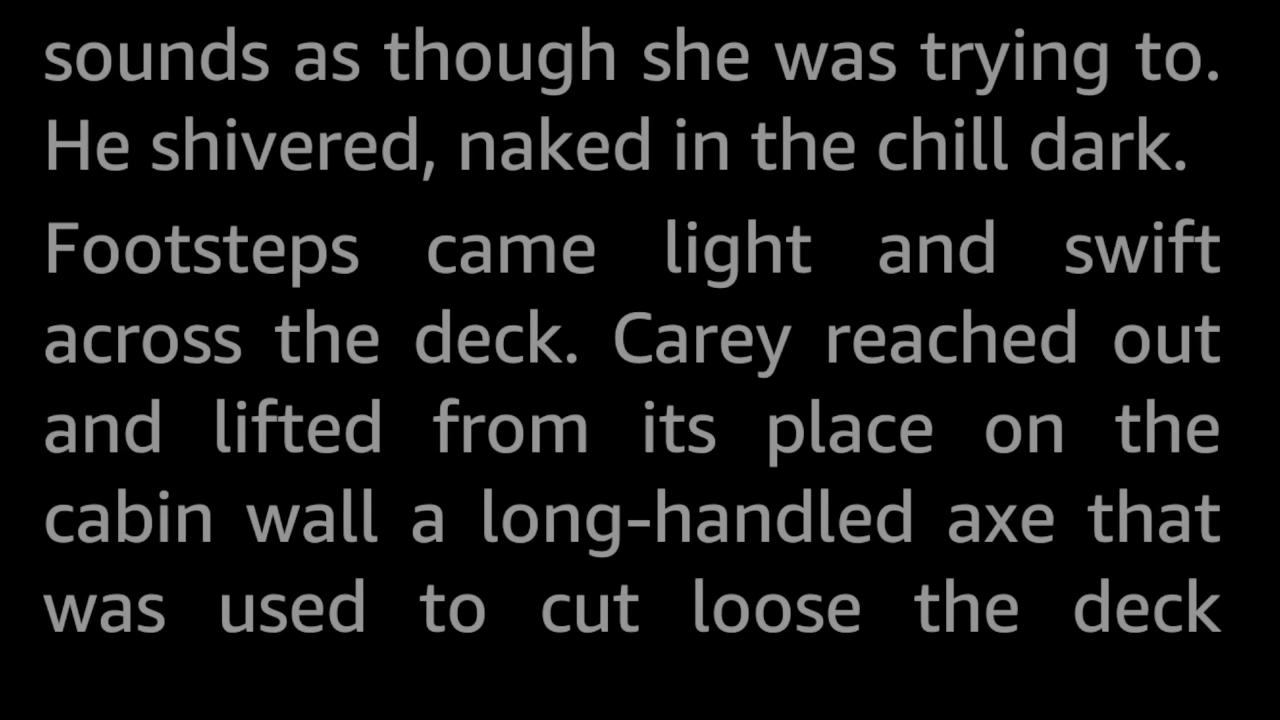 sounds as though she was trying to.
He shivered, naked in the chill dark.
Footsteps came light and swift
across the deck. Carey reached out
and lifted from its place on the
cabin wall a long-handled axe that
was used to cut loose the deck